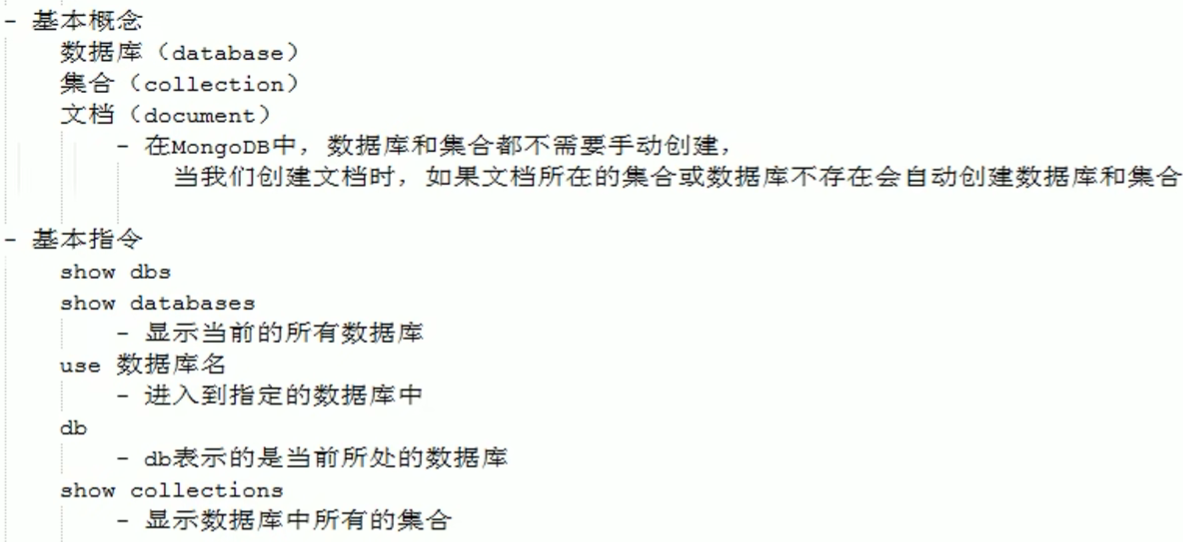 - 基本概念
数据库（database）
集合（collection）
文档（document）
- 在MongoDB中，数据库和集合都不需要手动创建，
当我们创建文档时，如果文档所在的集合或数据库不存在会自动创建数据库和集合
- 基本指令
show dbs
show databases
- 显示当前的所有数据库
use 数据库名
- 进入到指定的数据库中
db
- db表示的是当前所处的数据库
show collections
- 显示数据库中所有的集合